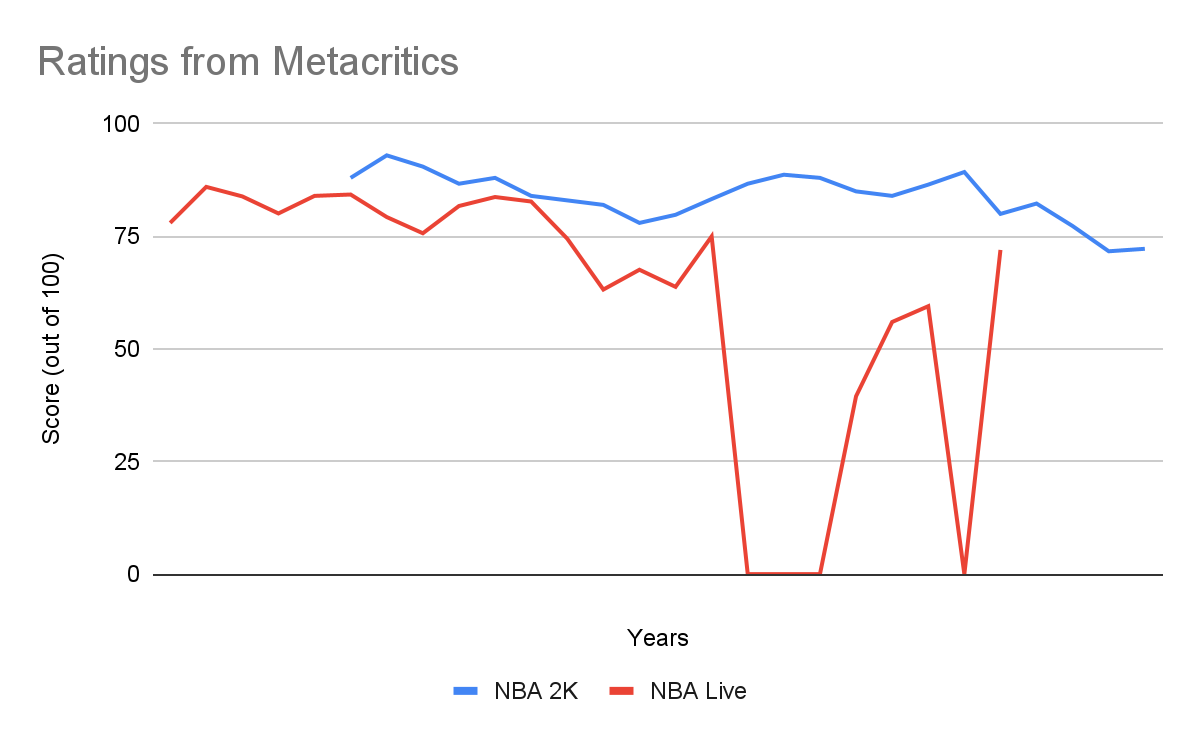 Ratings from Metacritics
100
75
50
25
0
Score (out of 100)
Years
NBA 2K
NBA Live